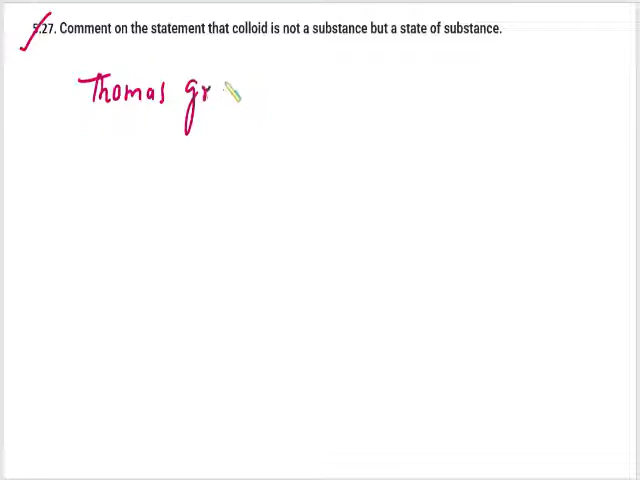 5.27. Comment on the statement that colloid is not a substance but a state of substance.
Thomas gr